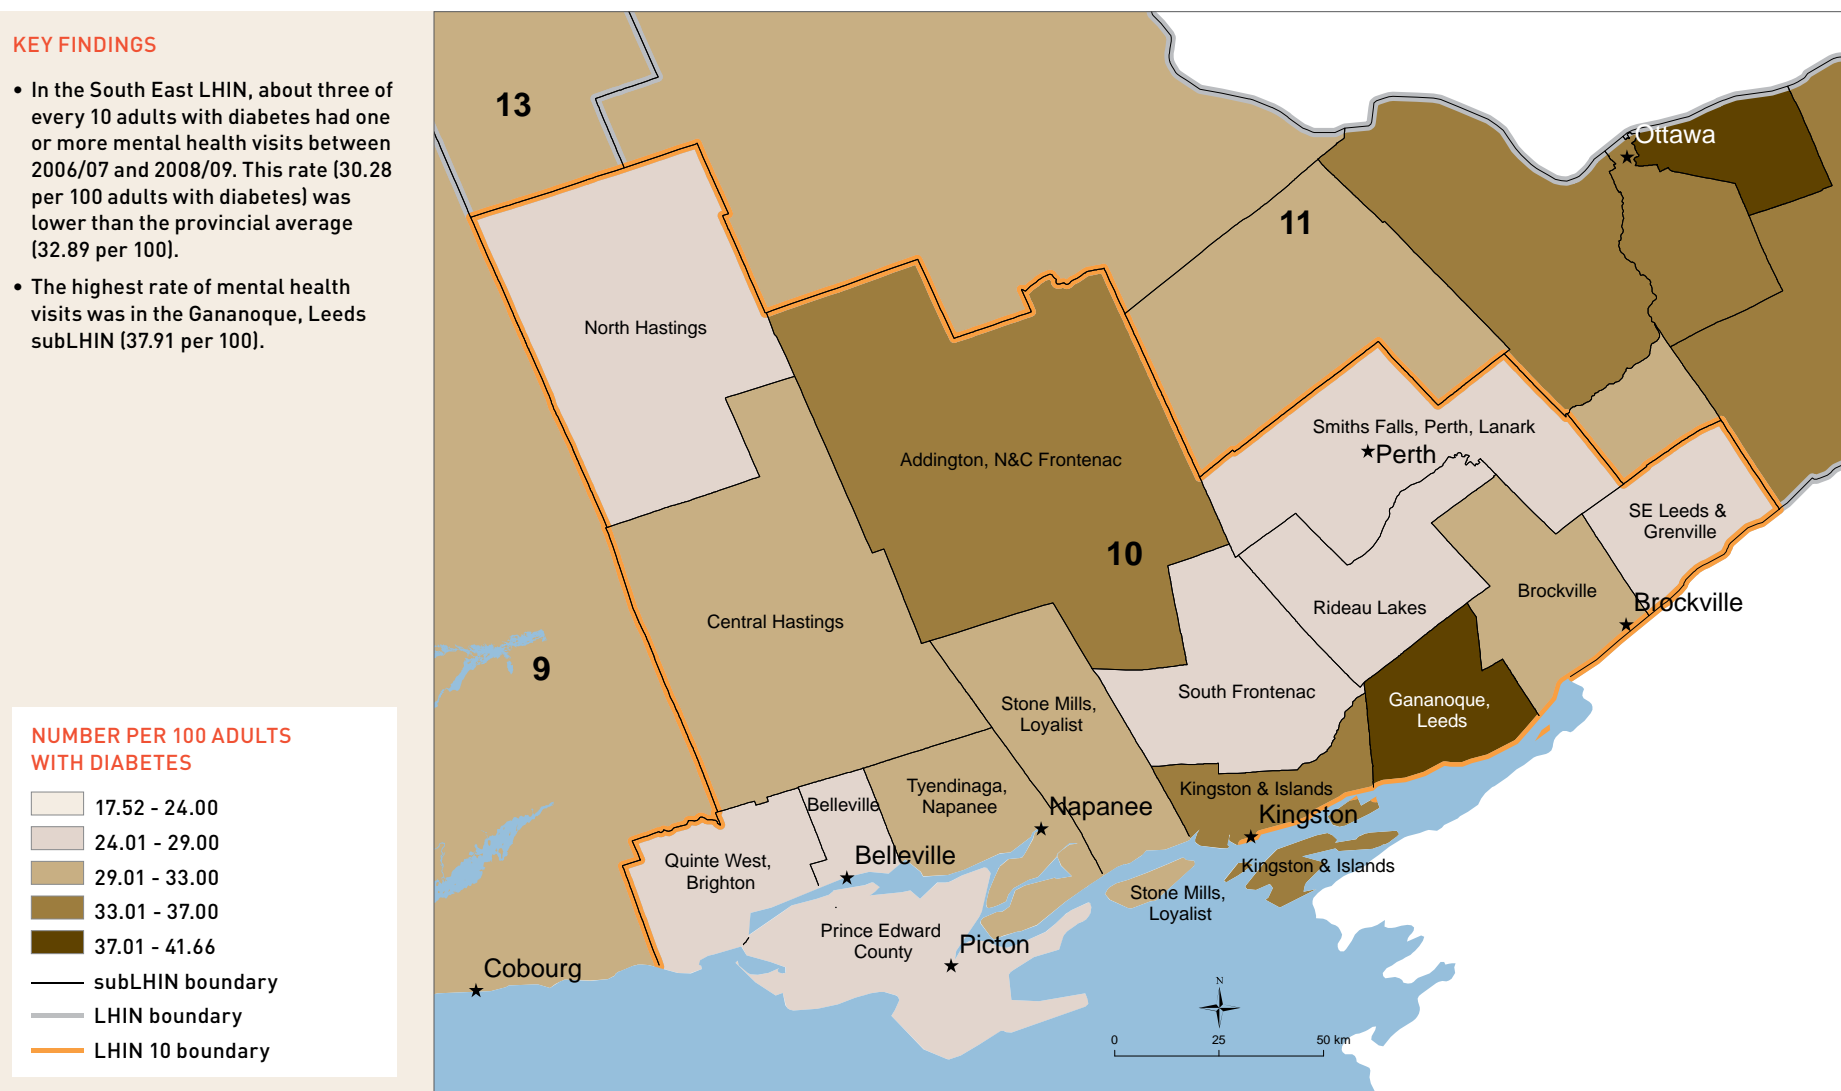 KEY FINDINGS
• In the South East LHIN, about three of
every 10 adults with diabetes had one
or more mental health visits between
2006/07 and 2008/09. This rate (30.28
per 100 adults with diabetes) was
lower than the provincial average
(32.89 per 100).
• The highest rate of mental health
visits was in the Gananoque, Leeds
subLHIN (37.91 per 100).
NUMBER PER 100 ADULTS
WITH DIABETES
17.52 - 24.00
24.01 - 29.00
29.01 - 33.00
33.01 - 37.00
37.01 - 41.66
subLHIN boundary
LHIN boundary
LHIN 10 boundary
13
Ottawa
11
North Hastings
Smiths Falls, Perth, Lanark
Perth
Addington, N&C Frontenac
SE Leeds &
Grenville
10
Brockville
Brockville
Rideau Lakes
Central Hastings
9
South Frontenac
Gananoque,
Leeds
Stone Mills,
Loyalist
Tyendinaga,
Napanee
Belleville
Kingston & Islands
Napanee
Kingston
Belleville
Quinte West,
Brighton
Kingston & Islands
Stone Mills,
Loyalist
Prince Edward
County
Picton
Cobourg
N
0 25 50 km